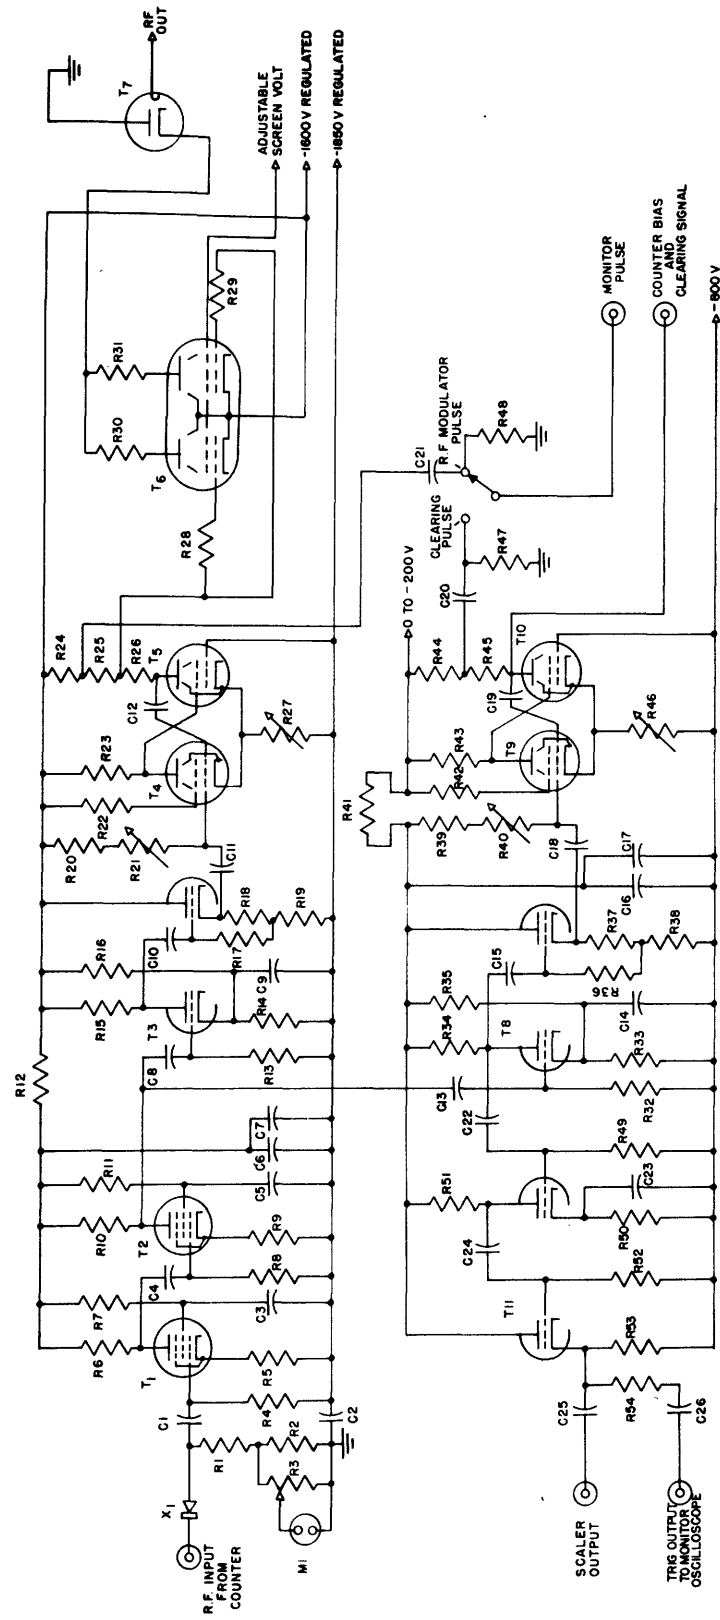 R.F. INPUT
FROM
COUNTER
X1
C1
R1
R2
R3
M1
C2
R4
R5
T1
R6
R7
C3
C4
R8
R9
T2
R10
R11
C5
C6
C7
R12
C8
R13
T3
R14
R15
R16
C9
C10
R17
R18
R19
C11
R20
R21
R22
R23
T4
C12
T5
R24
R25
R26
R27
R28
T6
R29
R30
R31
T7
RF
OUT
ADJUSTABLE
SCREEN VOLT
-1600 V REGULATED
-1850 V REGULATED
SCALER
OUTPUT
TRIG OUTPUT
TO MONITOR
OSCILLOSCOPE
C25
C26
R54
R53
T11
R52
C24
R51
R50
C23
R49
C22
C13
R32
R33
T8
R34
R35
C14
C15
R36
R37
R38
C16
C17
C18
R39
R40
R41
R42
R43
T9
C19
T10
R44
R45
R46
0 TO -200 V
C20
R47
CLEARING
PULSE
C21
R.F MODULATOR
PULSE
R48
MONITOR
PULSE
COUNTER BIAS
AND
CLEARING SIGNAL
-800 V